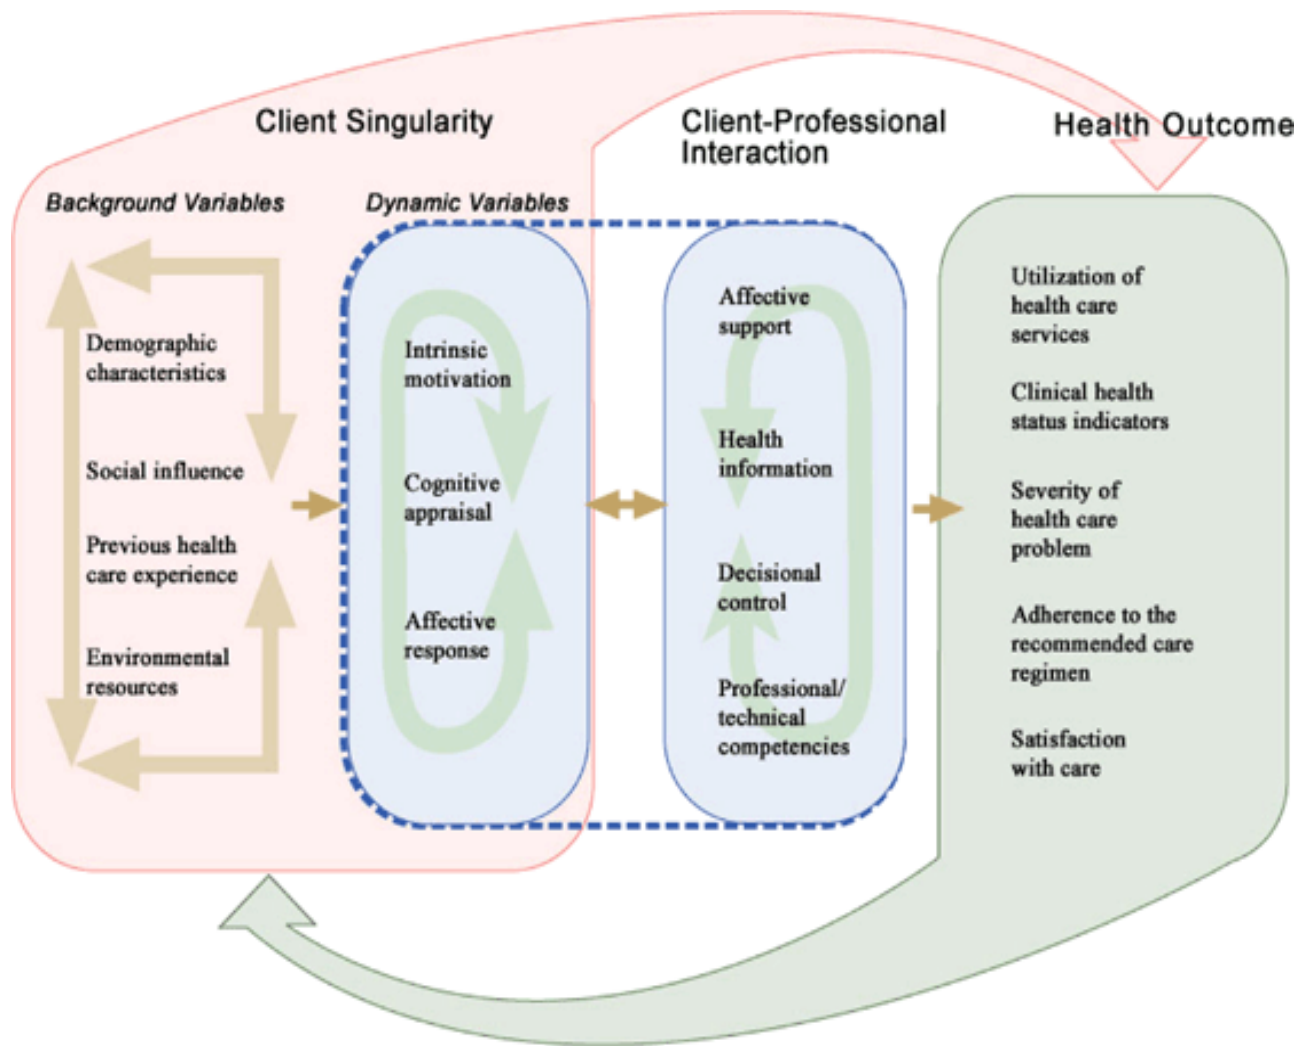 Client Singularity
Client-Professional
Interaction
Health Outcome
Background Variables
Dynamic Variables
Demographic
characteristics
Social influence
Previous health
care experience
Environmental
resources
Intrinsic
motivation
Cognitive
appraisal
Affective
response
Affective
support
Health
information
Decisional
control
Professional/
technical
competencies
Utilization of
health care
services
Clinical health
status indicators
Severity of
health care
problem
Adherence to the
recommended care
regimen
Satisfaction
with care